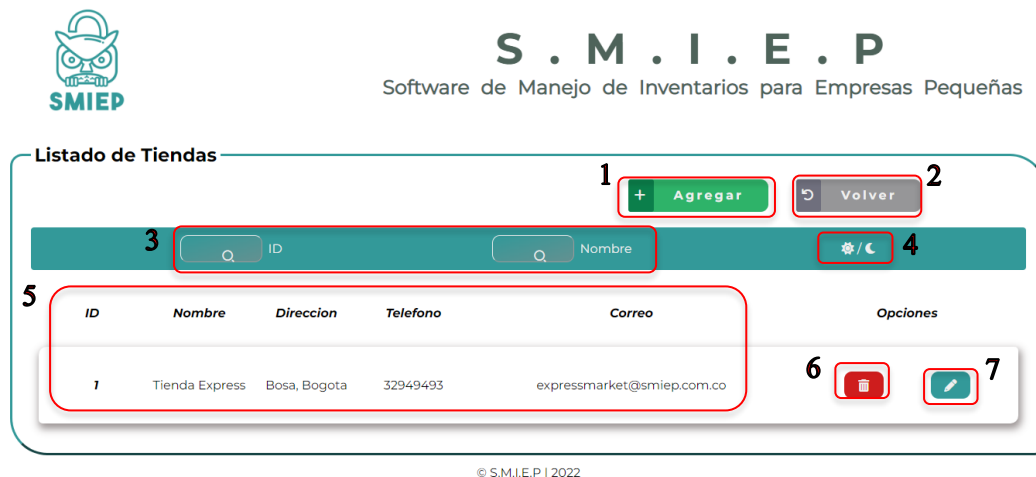 SMIEP
S . M . I . E . P
Software de Manejo de Inventarios para Empresas Pequeñas
Listado de Tiendas
1 + Agregar 2 Volver
3 ID Nombre / 4
5
ID Nombre Direccion Telefono Correo Opciones
1 Tienda Express Bosa, Bogota 32949493 expressmarket@smiep.com.co 6 7
© S.M.I.E.P | 2022